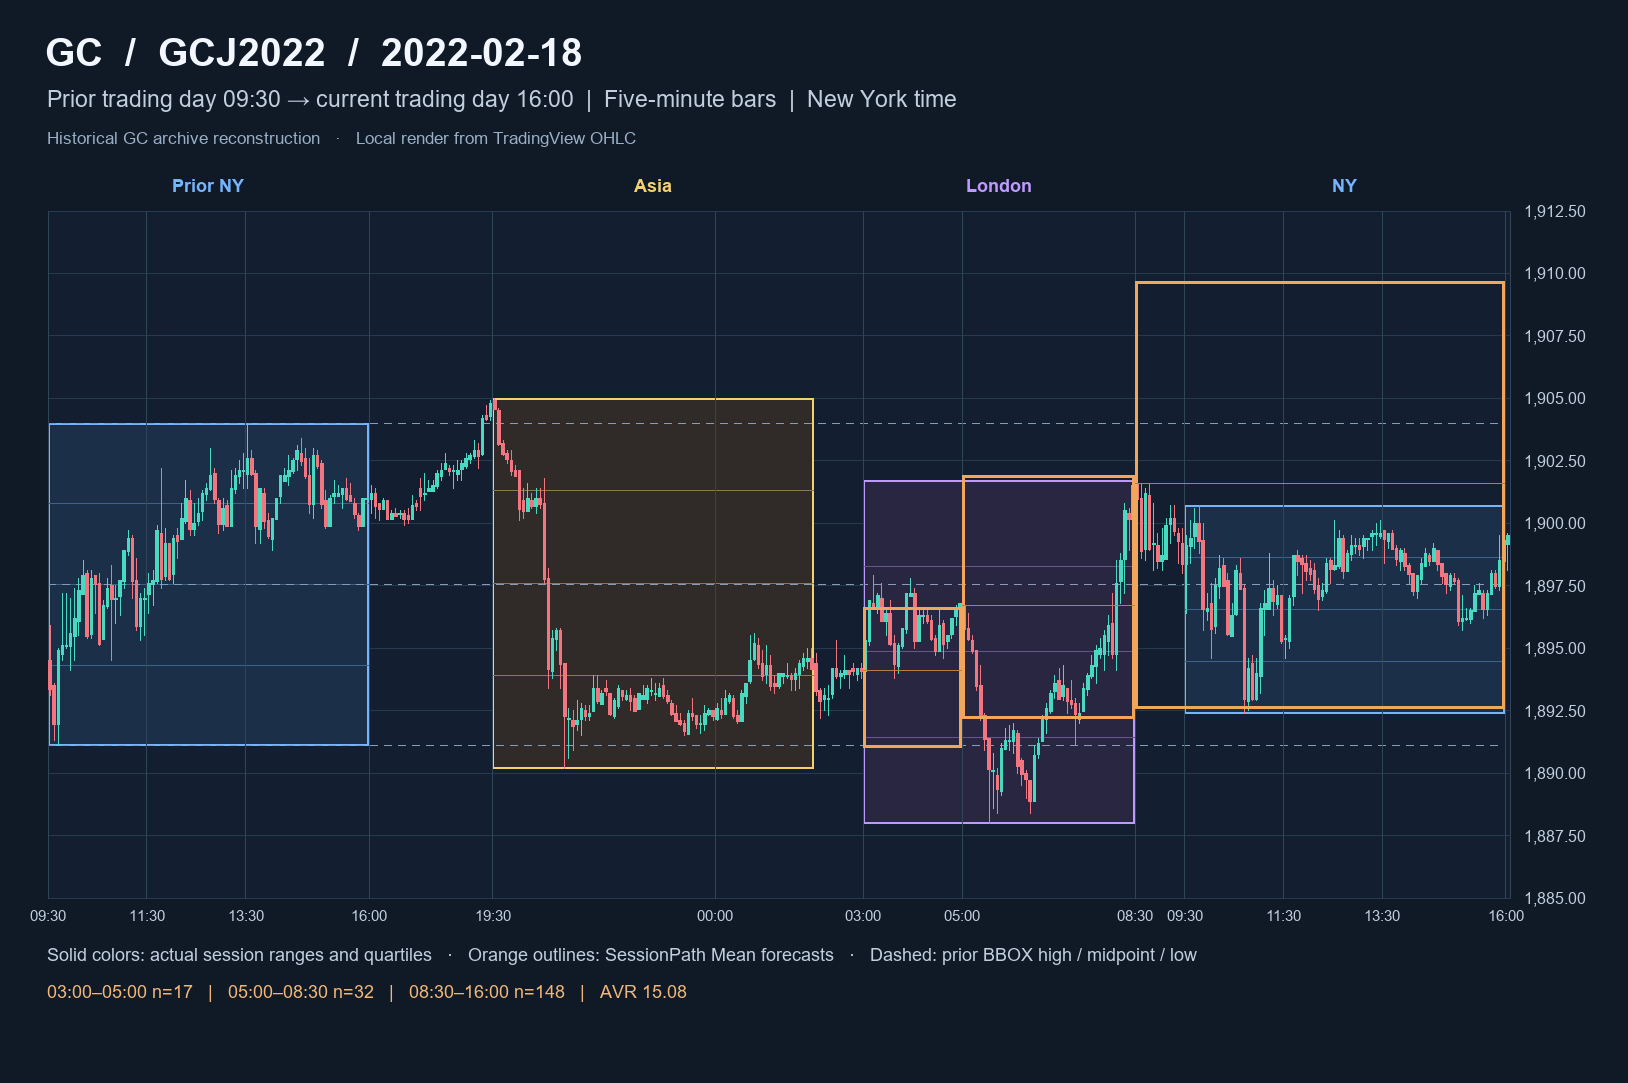 GC / GCJ2022 / 2022-02-18
Prior trading day 09:30 → current trading day 16:00 | Five-minute bars | New York time
Historical GC archive reconstruction · Local render from TradingView OHLC
Prior NY Asia London NY
1,912.50
1,910.00
1,907.50
1,905.00
1,902.50
1,900.00
1,897.50
1,895.00
1,892.50
1,890.00
1,887.50
1,885.00
09:30 11:30 13:30 16:00 19:30 00:00 03:00 05:00 08:30 09:30 11:30 13:30 16:00
Solid colors: actual session ranges and quartiles · Orange outlines: SessionPath Mean forecasts · Dashed: prior BBOX high / midpoint / low
03:00–05:00 n=17 | 05:00–08:30 n=32 | 08:30–16:00 n=148 | AVR 15.08